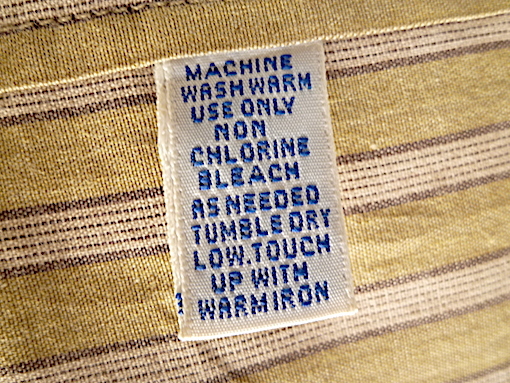 MACHINE
WASH WARM
USE ONLY
NON
CHLORINE
BLEACH
AS NEEDED
TUMBLE DRY
LOW.TOUCH
UP WITH
WARM IRON